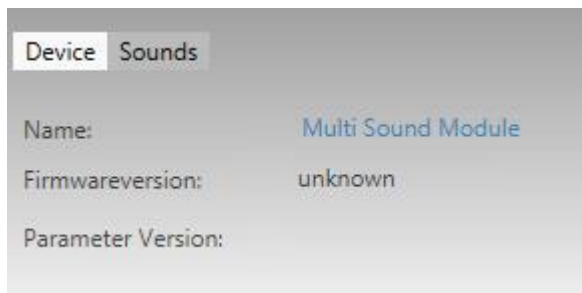 Device Sounds
Name: Multi Sound Module
Firmwareversion: unknown
Parameter Version: